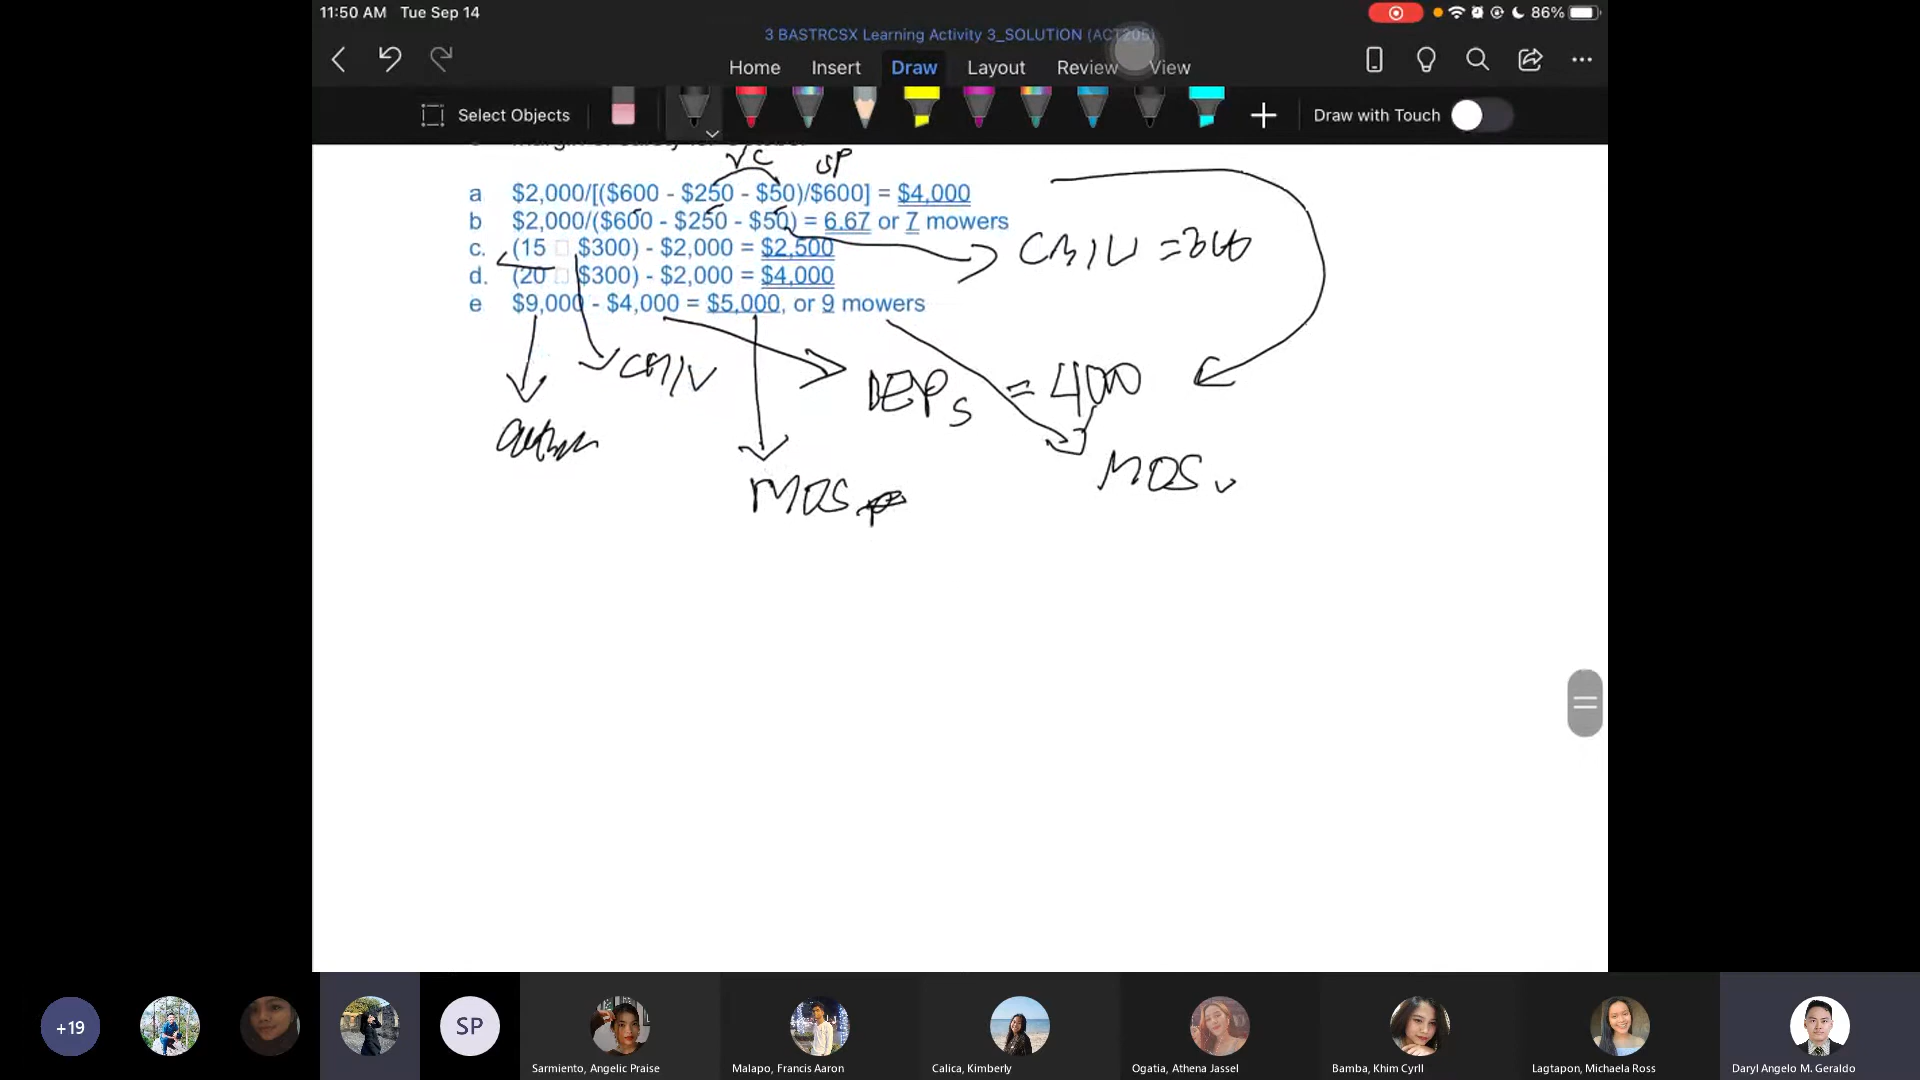 11:50 AM Tue Sep 14
86%
3 BASTRCSX Learning Activity 3_SOLUTION (ACT205)
Home Insert Draw Layout Review View
Select Objects
Draw with Touch
VC SP
a $2,000/[($600 - $250 - $50)/$600] = $4,000
b $2,000/($600 - $250 - $50) = 6.67 or 7 mowers
c. (15 □ $300) - $2,000 = $2,500
d. (20 □ $300) - $2,000 = $4,000
e $9,000 - $4,000 = $5,000, or 9 mowers
CM/U = 300
CM/U
BEP s = 4000
MOS p
MOS v
+19
SP
Sarmiento, Angelic Praise
Malapo, Francis Aaron
Calica, Kimberly
Ogatia, Athena Jassel
Bamba, Khim Cyrll
Lagtapon, Michaela Ross
Daryl Angelo M. Geraldo